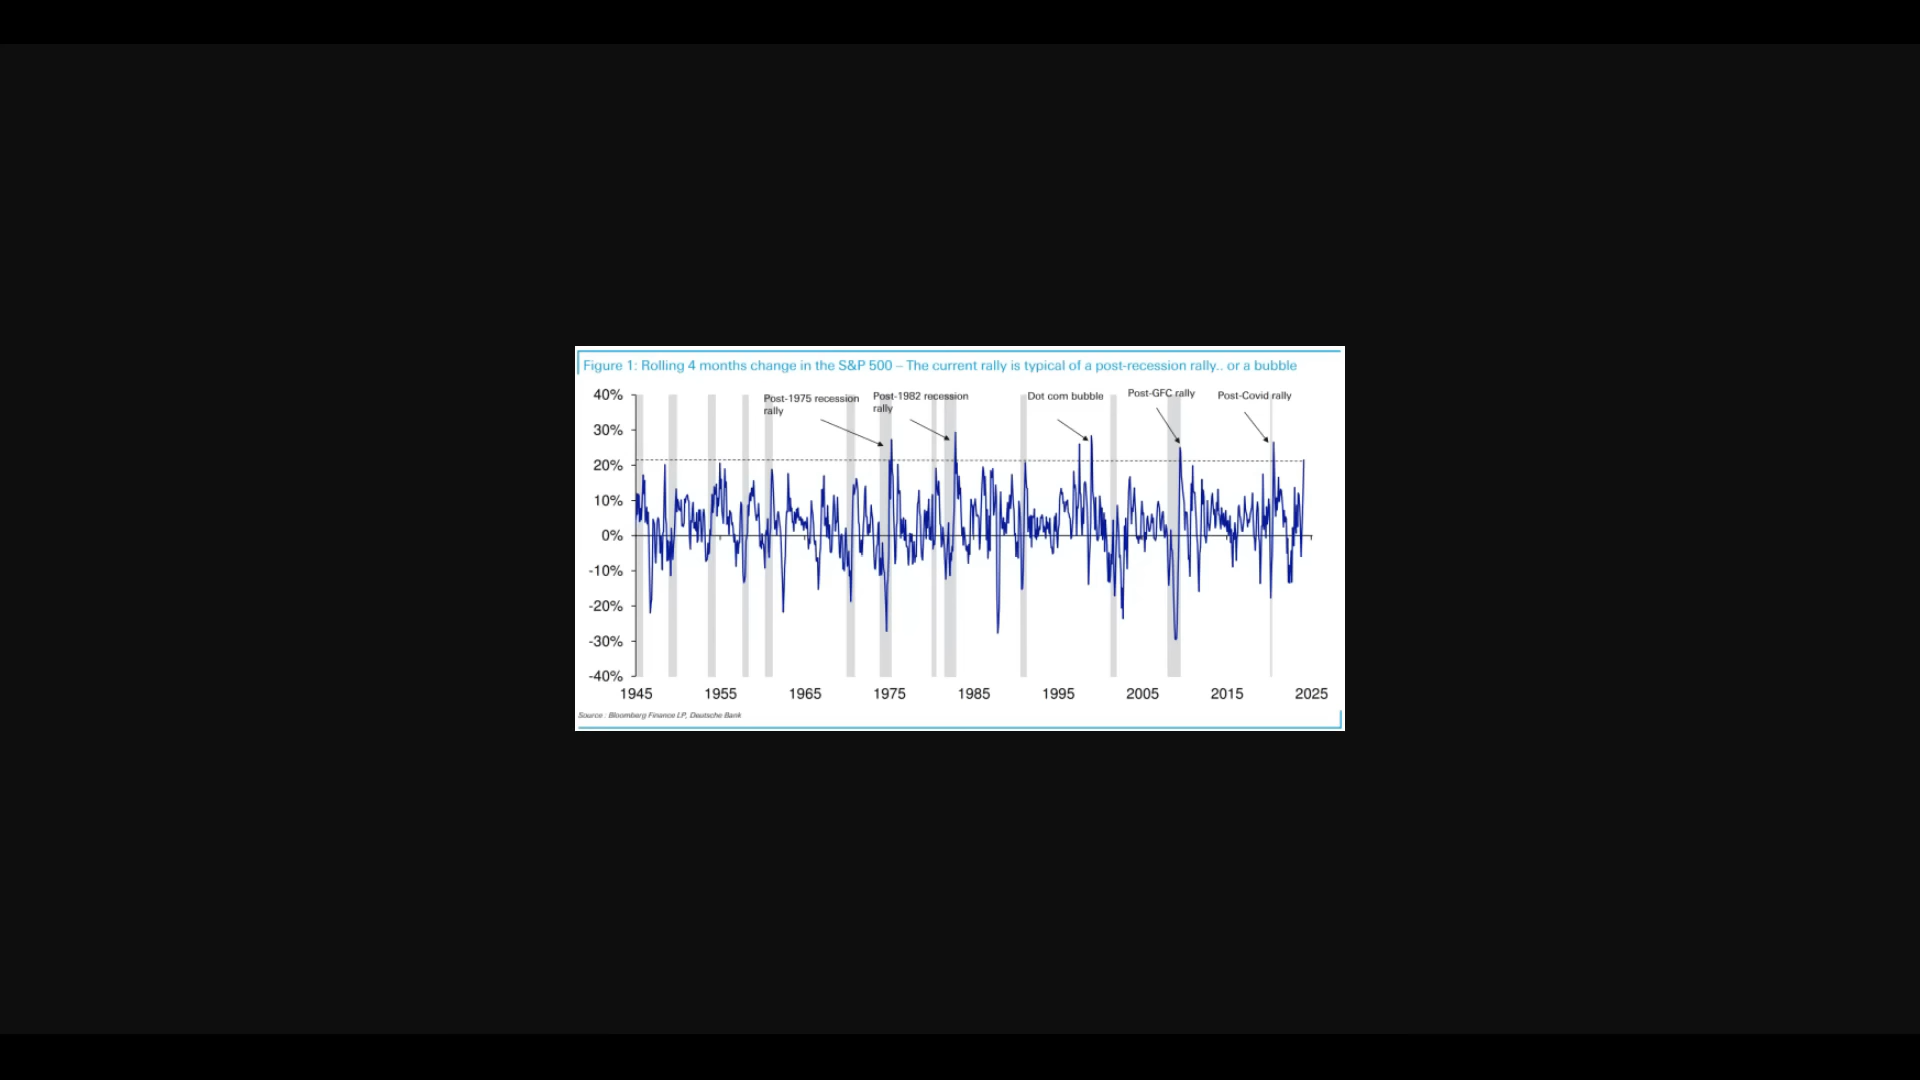 Figure 1: Rolling 4 months change in the S&P 500 – The current rally is typical of a post-recession rally.. or a bubble
40%
Post-1975 recession
rally
Post-1982 recession
rally
Dot com bubble
Post-GFC rally
Post-Covid rally
30%
20%
10%
0%
-10%
-20%
-30%
-40%
1945 1955 1965 1975 1985 1995 2005 2015 2025
Source : Bloomberg Finance LP, Deutsche Bank